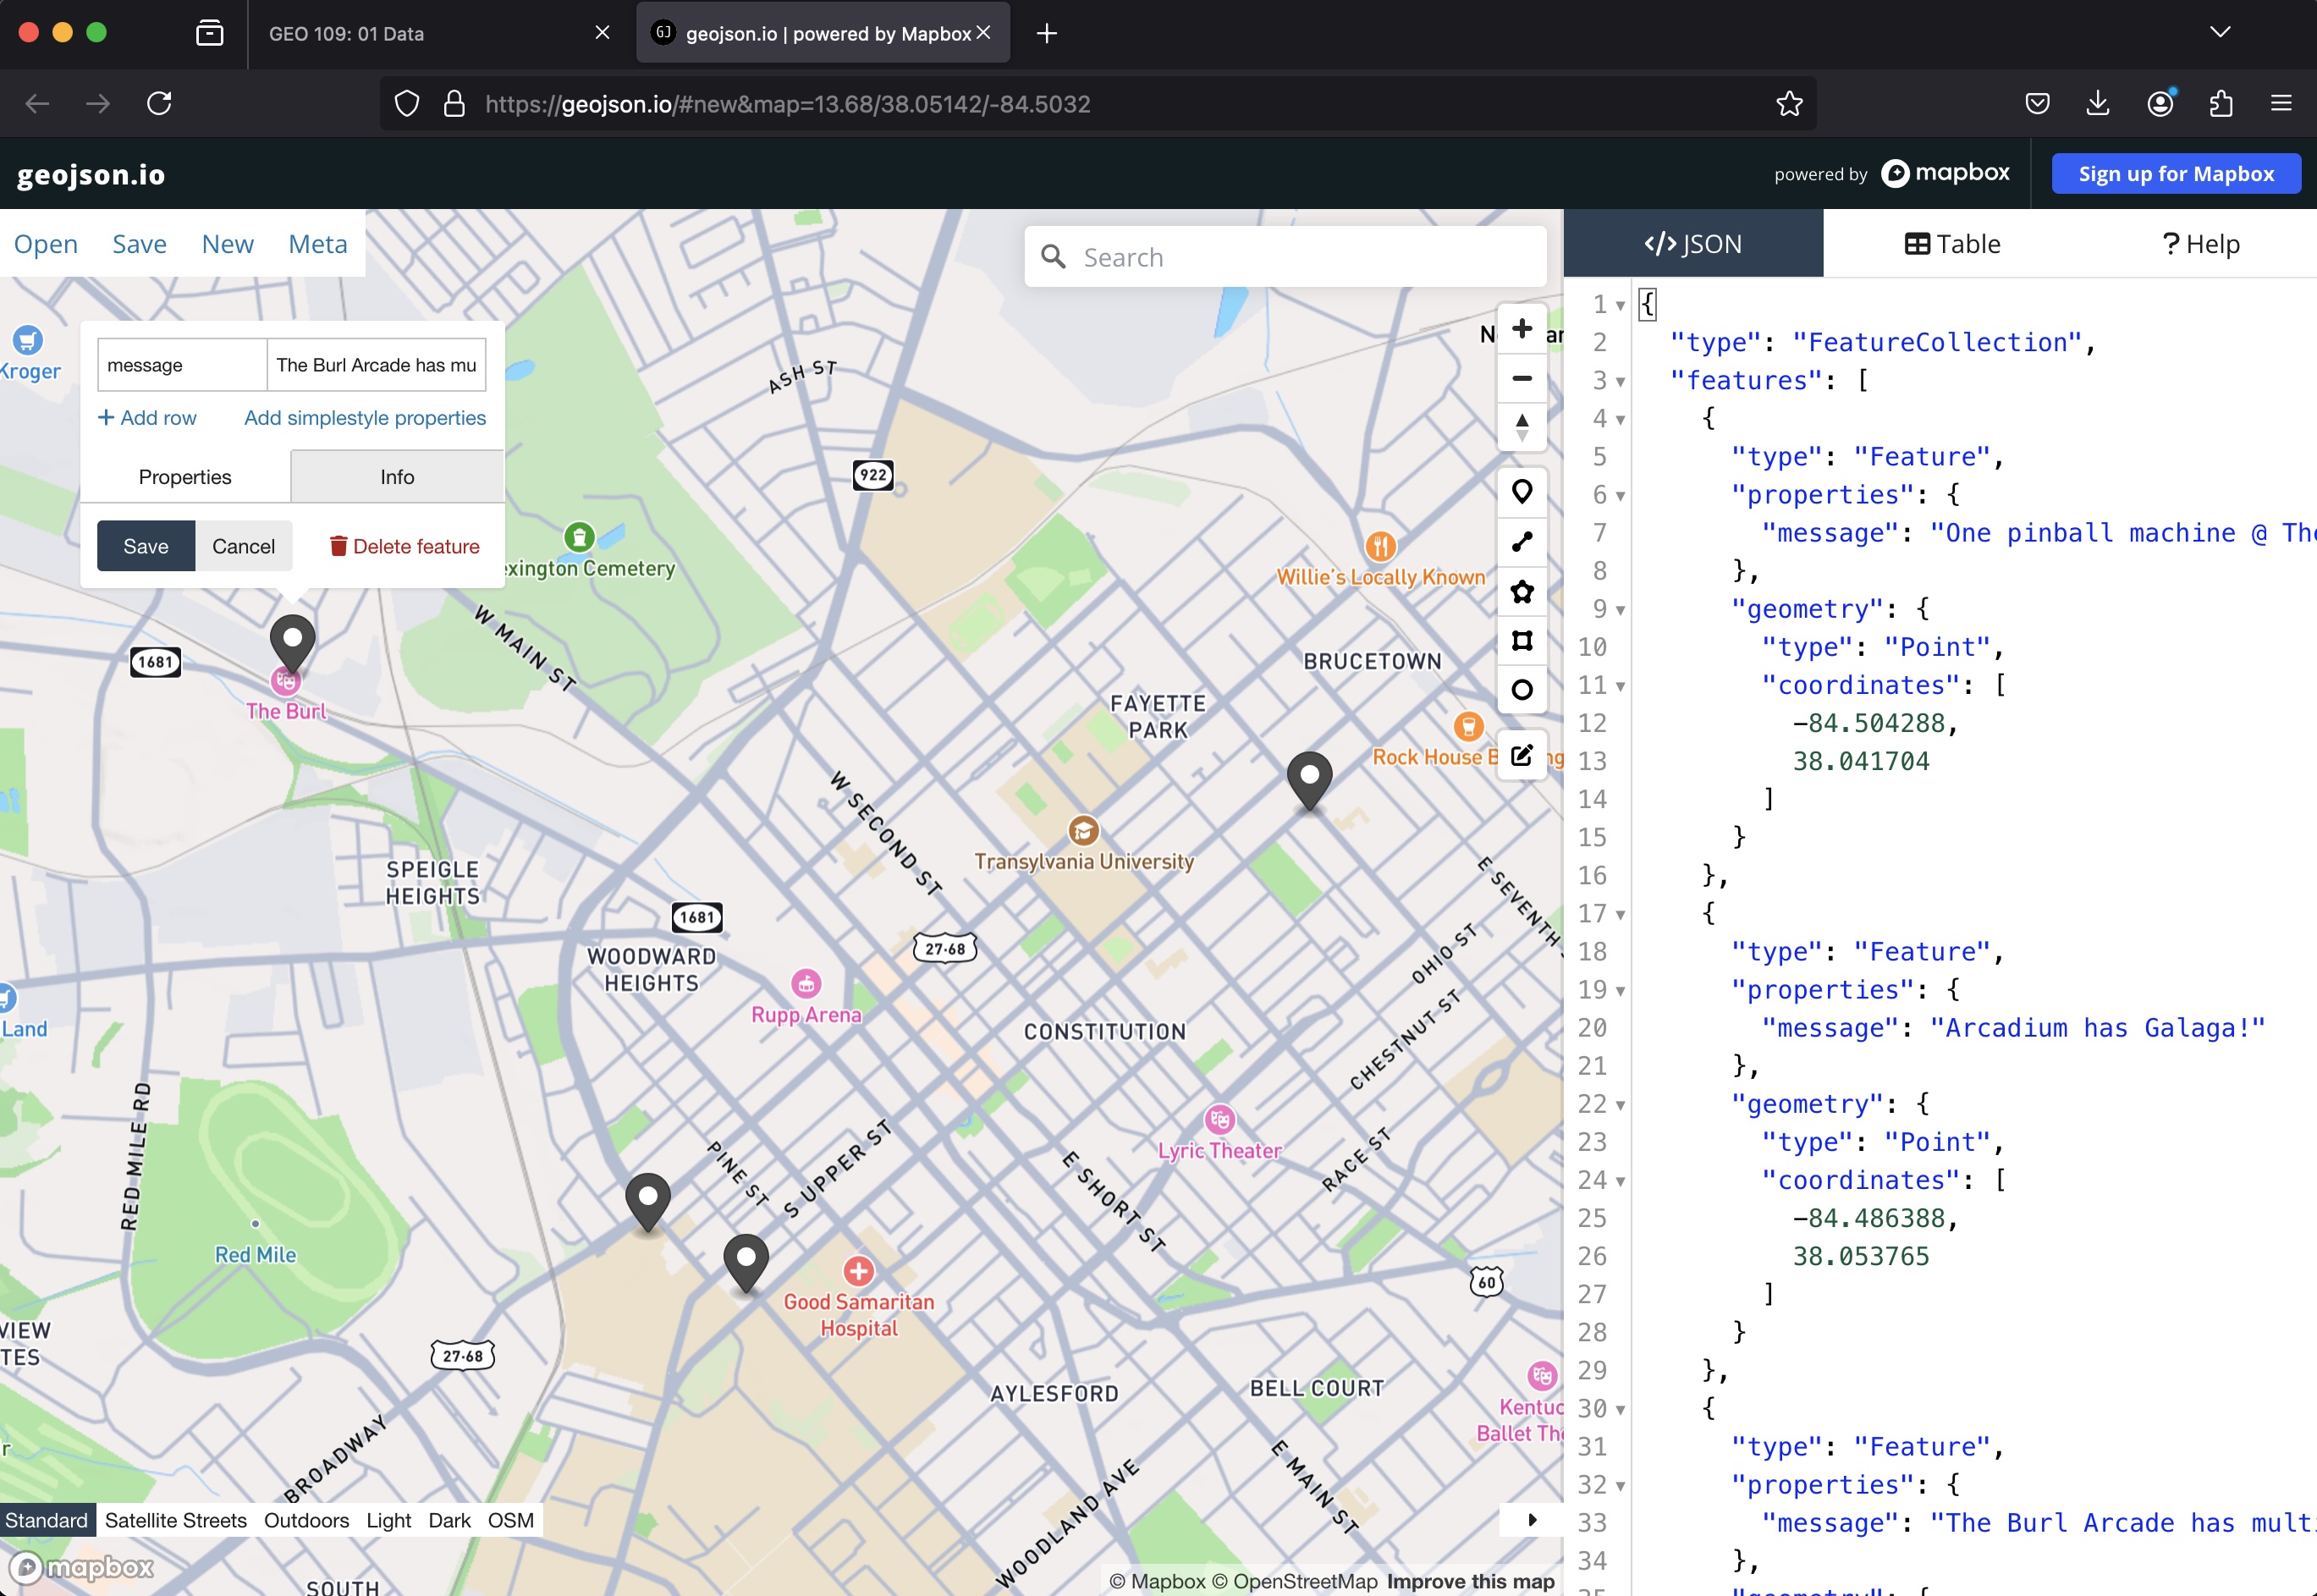 GEO 109: 01 Data
GJ geojson.io | powered by Mapbox
https://geojson.io/#new&map=13.68/38.05142/-84.5032
geojson.io
powered by mapbox
Sign up for Mapbox
Open Save New Meta
Search
</> JSON
Table
? Help
message
The Burl Arcade has mu
+ Add row
Add simplestyle properties
Properties
Info
Save
Cancel
Delete feature
Kroger
ASH ST
922
exington Cemetery
W MAIN ST
1681
The Burl
Willie's Locally Known
BRUCETOWN
FAYETTE
PARK
Rock House B
ng
W SECOND ST
Transylvania University
E SEVENTH
SPEIGLE
HEIGHTS
1681
27·68
WOODWARD
HEIGHTS
OHIO ST
Rupp Arena
Land
CONSTITUTION
CHESTNUT ST
RED MILE RD
Lyric Theater
PINE ST
S UPPER ST
E SHORT ST
RACE ST
Red Mile
Good Samaritan
Hospital
60
VIEW
TES
27·68
AYLESFORD
BELL COURT
Kentuc
Ballet The
BROADWAY
E MAIN ST
WOODLAND AVE
Standard Satellite Streets Outdoors Light Dark OSM
mapbox
SOUTH
© Mapbox © OpenStreetMap Improve this map
1 {
2 "type": "FeatureCollection",
3 "features": [
4 {
5 "type": "Feature",
6 "properties": {
7 "message": "One pinball machine @ The
8 },
9 "geometry": {
10 "type": "Point",
11 "coordinates": [
12 -84.504288,
13 38.041704
14 ]
15 }
16 },
17 {
18 "type": "Feature",
19 "properties": {
20 "message": "Arcadium has Galaga!"
21 },
22 "geometry": {
23 "type": "Point",
24 "coordinates": [
25 -84.486388,
26 38.053765
27 ]
28 }
29 },
30 {
31 "type": "Feature",
32 "properties": {
33 "message": "The Burl Arcade has mult
34 },